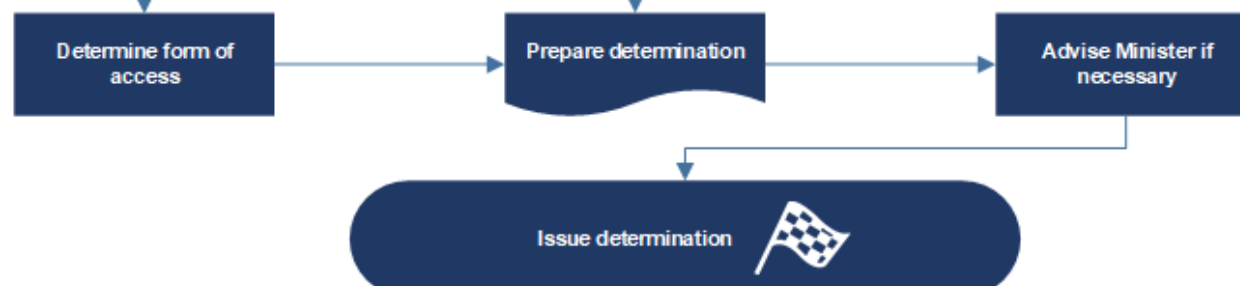 Determine form of
access
Prepare determination
Advise Minister if
necessary
Issue determination